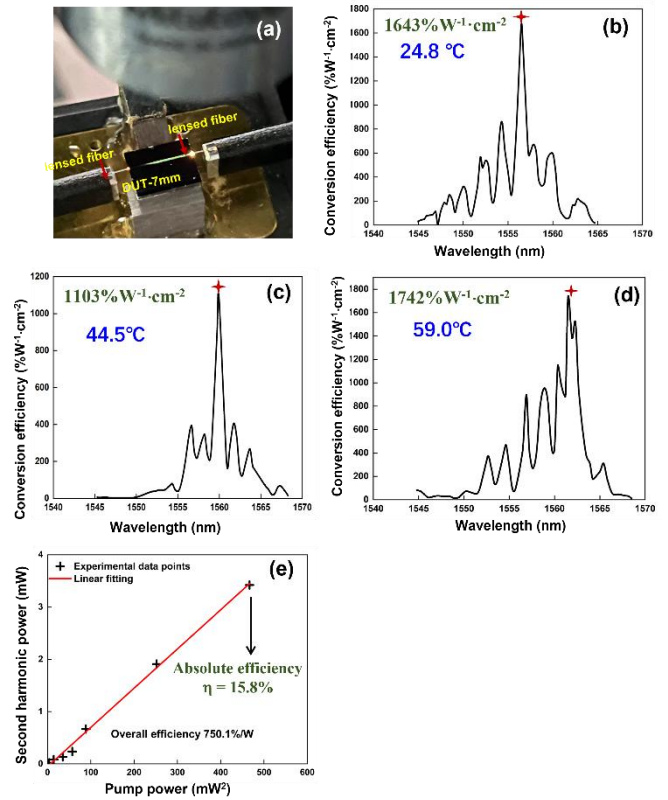 (a)
lensed fiber
lensed fiber
DUT-7mm
(b)
1643%W⁻¹·cm⁻²
24.8 °C
Conversion efficiency (%W⁻¹·cm⁻²)
1800
1600
1400
1200
1000
800
600
400
200
0
1540 1545 1550 1555 1560 1565 1570
Wavelength (nm)
(c)
1103%W⁻¹·cm⁻²
44.5°C
Conversion efficiency (%W⁻¹·cm⁻²)
1200
1000
800
600
400
200
0
1540 1545 1550 1555 1560 1565 1570
Wavelength (nm)
(d)
1742%W⁻¹·cm⁻²
59.0°C
Conversion efficiency (%W⁻¹·cm⁻²)
1800
1600
1400
1200
1000
800
600
400
200
0
1540 1545 1550 1555 1560 1565 1570
Wavelength (nm)
(e)
Experimental data points
Linear fitting
Absolute efficiency
η = 15.8%
Overall efficiency 750.1%/W
Second harmonic power (mW)
4
3
2
1
0
0 100 200 300 400 500 600
Pump power (mW²)